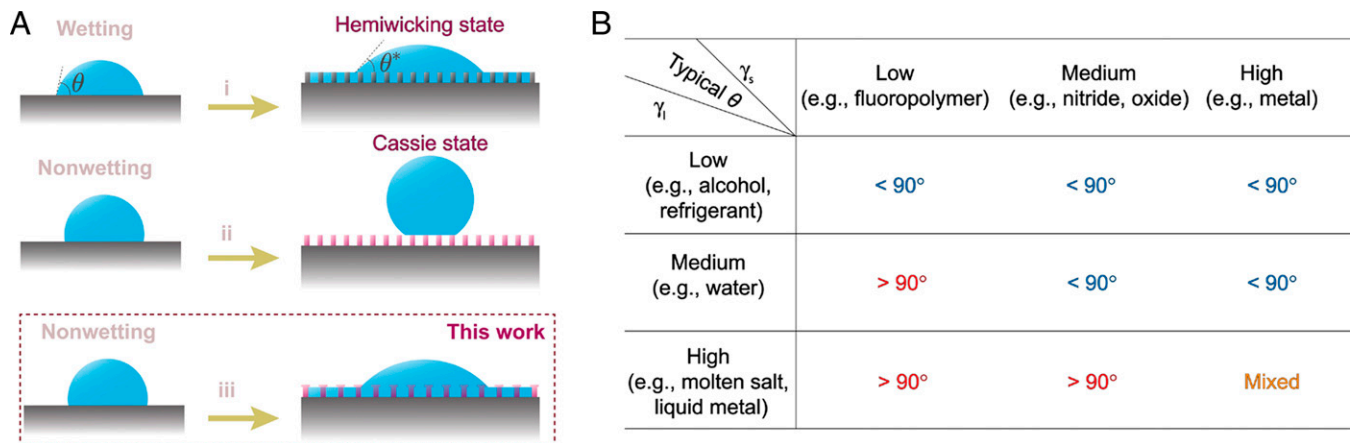 A
Wetting
θ
i
Hemiwicking state
θ*
Nonwetting
ii
Cassie state
Nonwetting
This work
iii
B
Typical θ
γs
γl
Low
(e.g., fluoropolymer)
Medium
(e.g., nitride, oxide)
High
(e.g., metal)
Low
(e.g., alcohol,
refrigerant)
< 90°
< 90°
< 90°
Medium
(e.g., water)
> 90°
< 90°
< 90°
High
(e.g., molten salt,
liquid metal)
> 90°
> 90°
Mixed